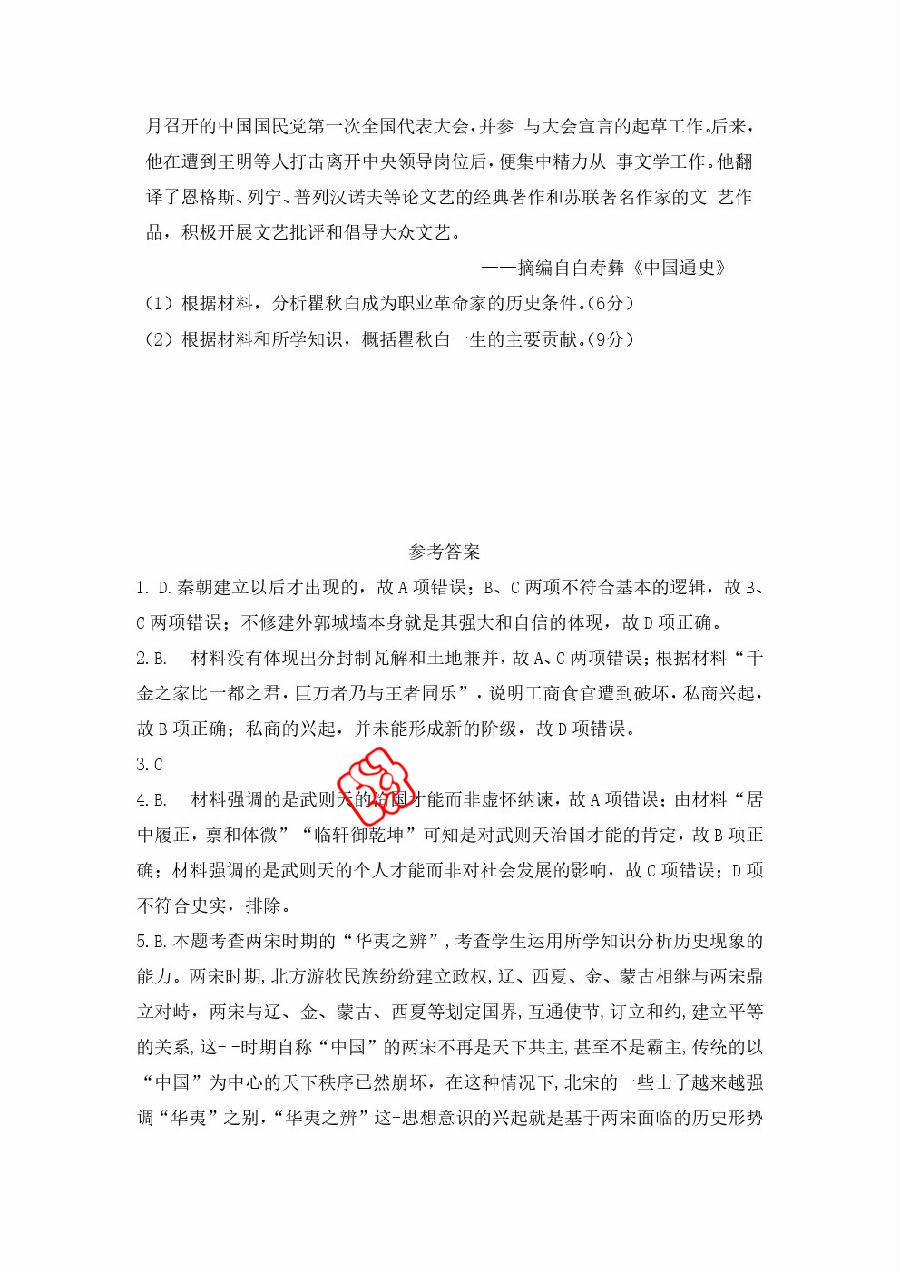 月召开的中国国民党第一次全国代表大会,并参 与大会宣言的起草工作。后来,
他在遭到王明等人打击离开中央领导岗位后,便集中精力从 事文学工作。他翻
译了恩格斯、列宁、普列汉诺夫等论文艺的经典著作和苏联著名作家的文 艺作
品，积极开展文艺批评和倡导大众文艺。
——摘编自白寿彝《中国通史》
(1)根据材料，分析瞿秋白成为职业革命家的历史条件.(6分)
(2)根据材料和所学知识，概括瞿秋白一生的主要贡献.(9分)
参考答案
1. D.秦朝建立以后才出现的，故A项错误；B、C两项不符合基本的逻辑，故B、
C两项错误；不修建外郭城墙本身就是其强大和自信的体现，故D项正确。
2.B. 材料没有体现出分封制瓦解和土地兼并，故A、C两项错误；根据材料“千
金之家比一都之君，巨万者乃与王者同乐”，说明工商食官遭到破坏，私商兴起，
故B项正确；私商的兴起，并未能形成新的阶级，故D项错误。
3.C
4.B. 材料强调的是武则天的治国才能而非虚怀纳谏，故A项错误；由材料“居
中履正，禀和体微”“临轩御乾坤”可知是对武则天治国才能的肯定，故B项正
确；材料强调的是武则天的个人才能而非对社会发展的影响，故C项错误；D项
不符合史实，排除。
5.B.本题考查两宋时期的“华夷之辨”,考查学生运用所学知识分析历史现象的
能力。两宋时期,北方游牧民族纷纷建立政权,辽、西夏、金、蒙古相继与两宋鼎
立对峙，两宋与辽、金、蒙古、西夏等划定国界,互通使节,订立和约,建立平等
的关系,这--时期自称“中国”的两宋不再是天下共主,甚至不是霸主,传统的以
“中国”为中心的天下秩序已然崩坏，在这种情况下,北宋的一些士子越来越强
调“华夷”之别，“华夷之辨”这-思想意识的兴起就是基于两宋面临的历史形势